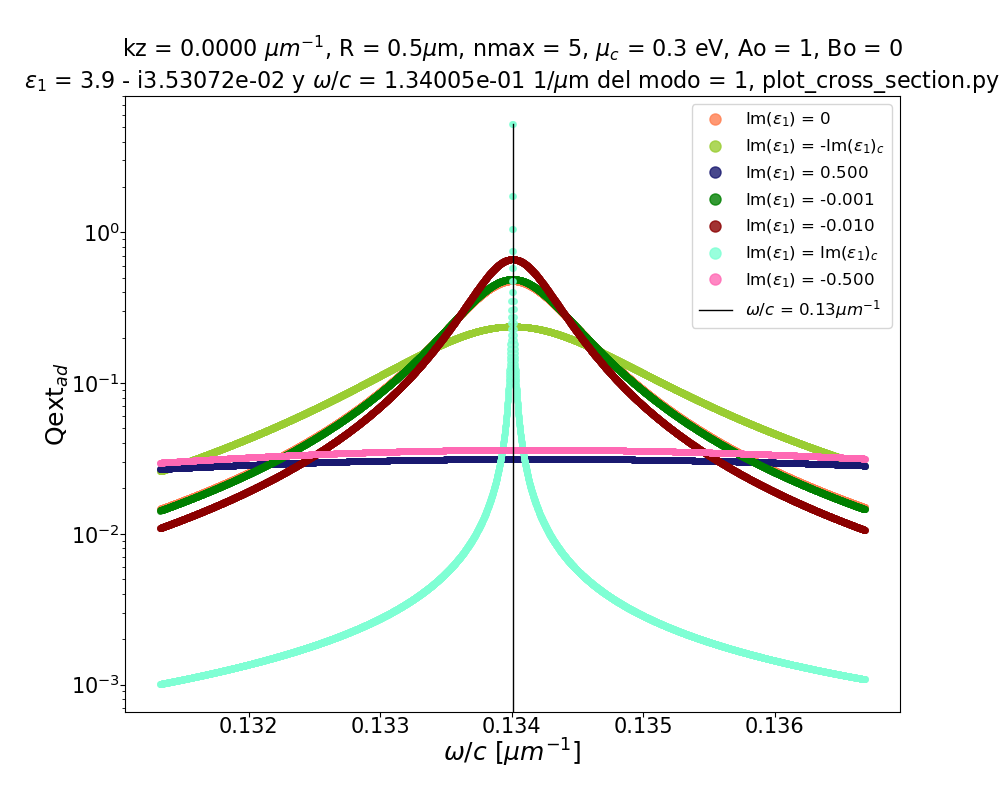 kz = 0.0000 μm⁻¹, R = 0.5μm, nmax = 5, μ_c = 0.3 eV, Ao = 1, Bo = 0
ε₁ = 3.9 - i3.53072e-02 y ω/c = 1.34005e-01 1/μm del modo = 1, plot_cross_section.py
Im(ε₁) = 0
Im(ε₁) = -Im(ε₁)_c
Im(ε₁) = 0.500
Im(ε₁) = -0.001
Im(ε₁) = -0.010
Im(ε₁) = Im(ε₁)_c
Im(ε₁) = -0.500
ω/c = 0.13μm⁻¹
Qext_ad
10⁰
10⁻¹
10⁻²
10⁻³
0.132 0.133 0.134 0.135 0.136
ω/c [μm⁻¹]